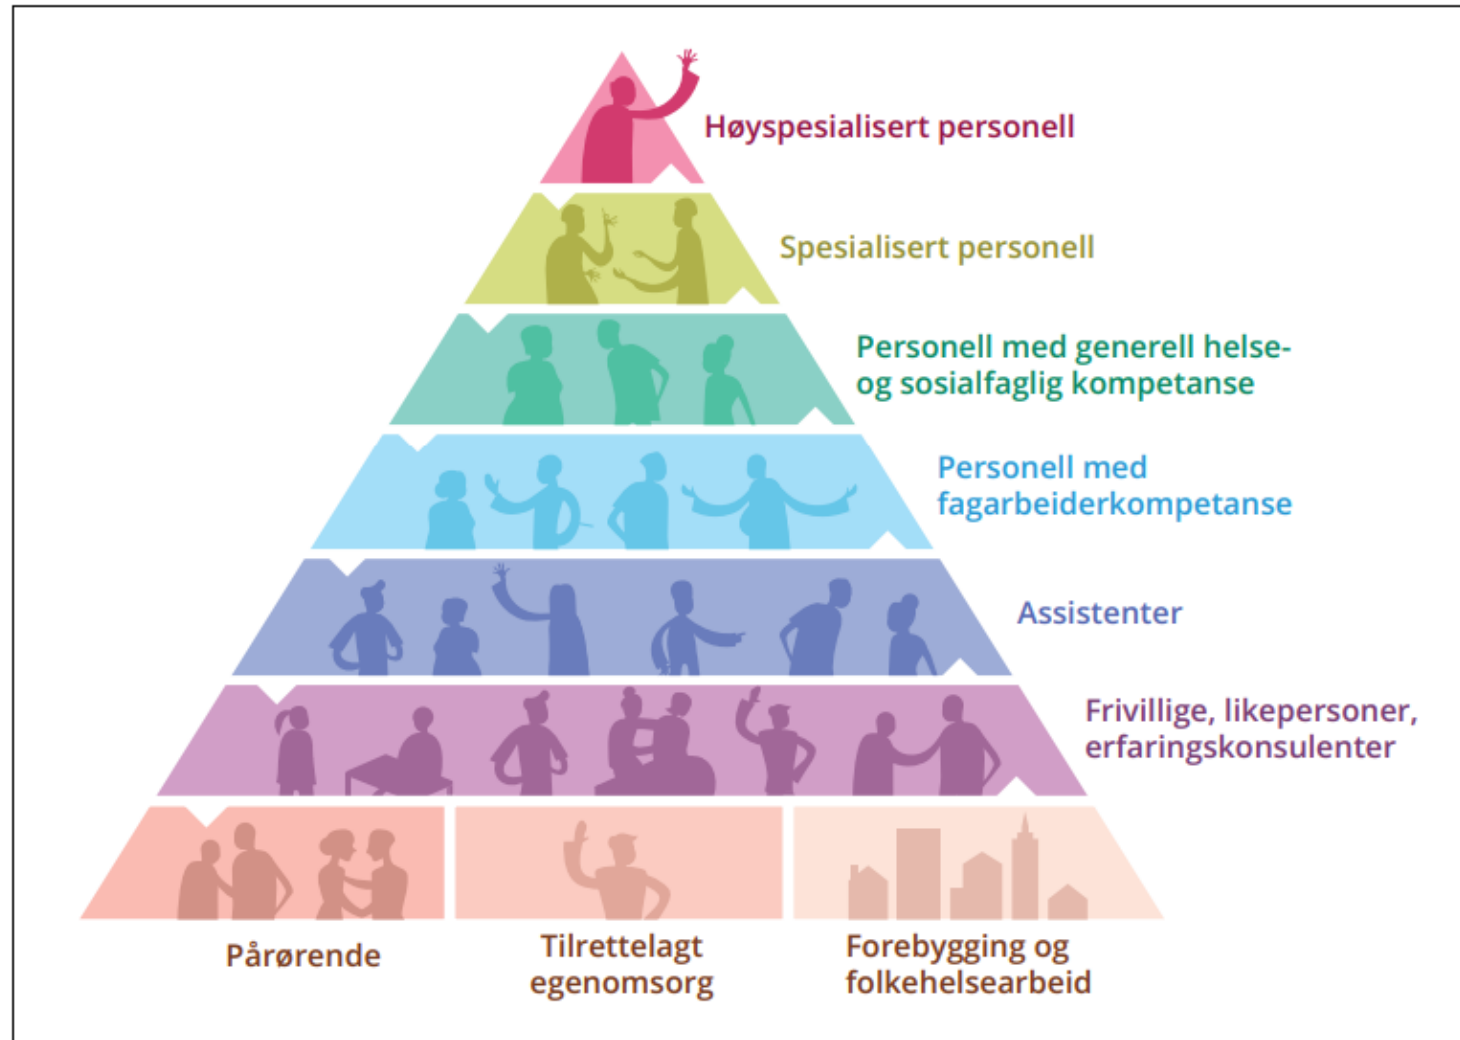 Høyspesialisert personell
Spesialisert personell
Personell med generell helse-
og sosialfaglig kompetanse
Personell med
fagarbeiderkompetanse
Assistenter
Frivillige, likepersoner,
erfaringskonsulenter
Pårørende
Tilrettelagt
egenomsorg
Forebygging og
folkehelsearbeid